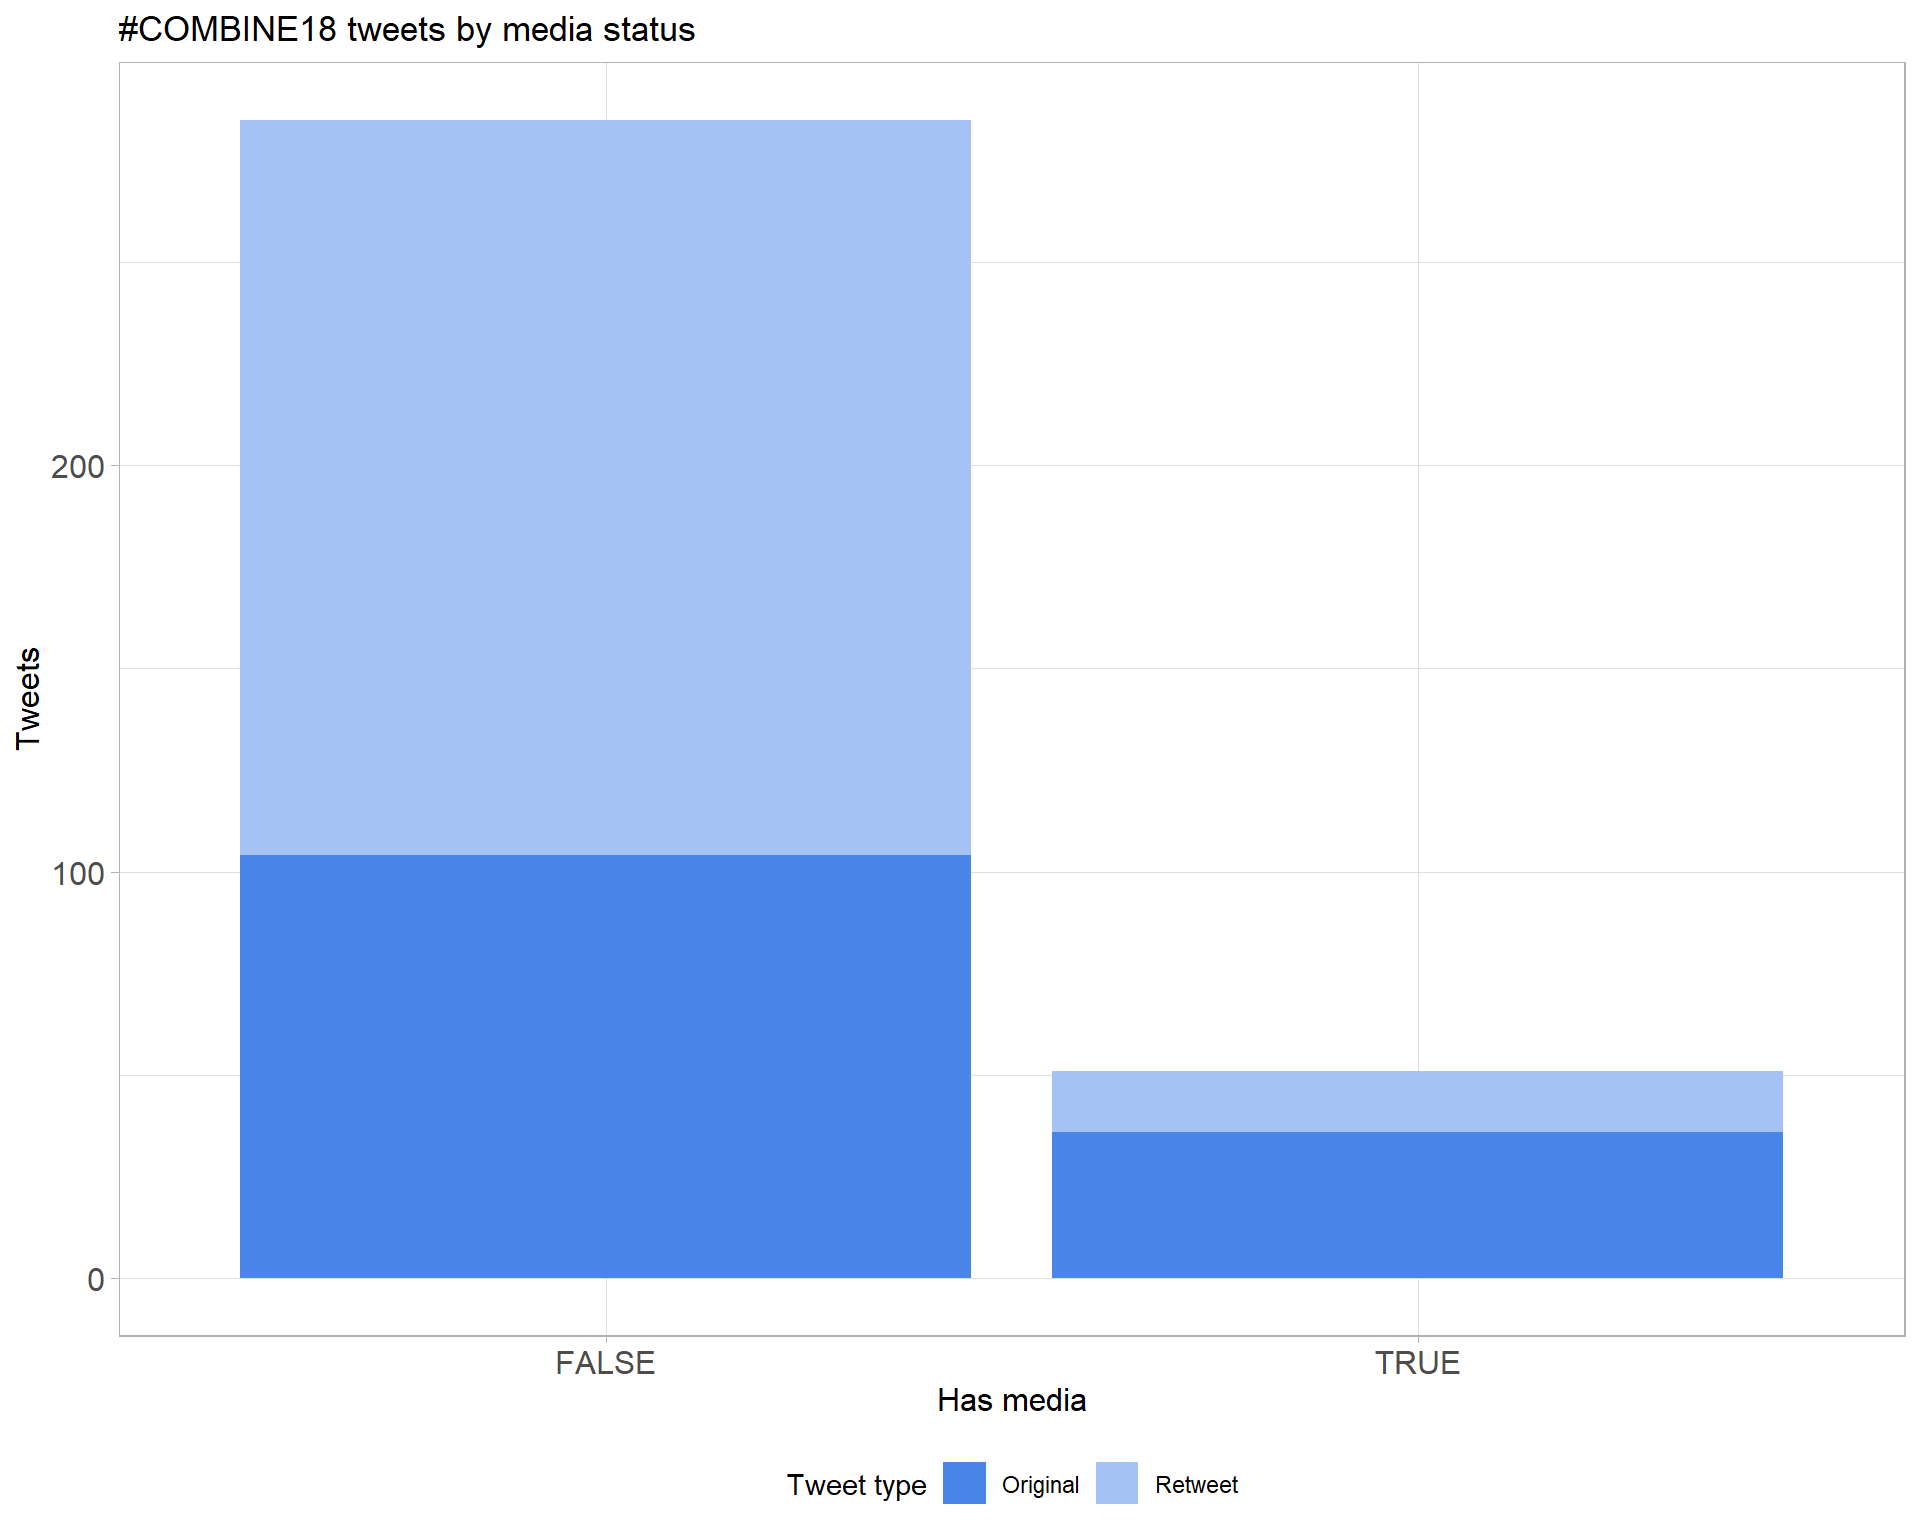 #COMBINE18 tweets by media status
Tweets
200
100
0
FALSE TRUE
Has media
Tweet type Original Retweet